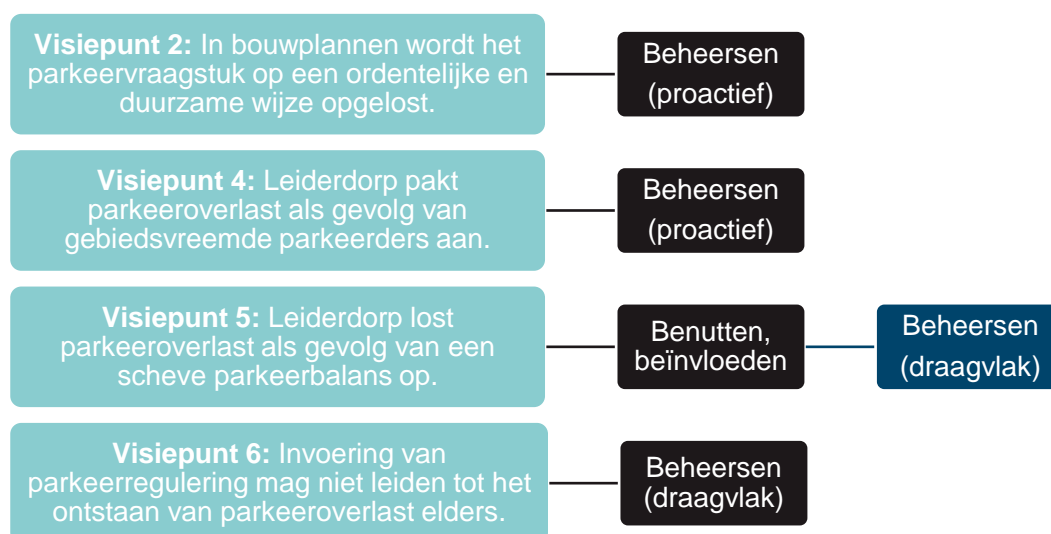 Visiepunt 2: In bouwplannen wordt het
parkeervraagstuk op een ordentelijke en
duurzame wijze opgelost.
Beheersen
(proactief)
Visiepunt 4: Leiderdorp pakt
parkeeroverlast als gevolg van
gebiedsvreemde parkeerders aan.
Beheersen
(proactief)
Visiepunt 5: Leiderdorp lost
parkeeroverlast als gevolg van een
scheve parkeerbalans op.
Benutten,
beïnvloeden
Beheersen
(draagvlak)
Visiepunt 6: Invoering van
parkeerregulering mag niet leiden tot het
ontstaan van parkeeroverlast elders.
Beheersen
(draagvlak)